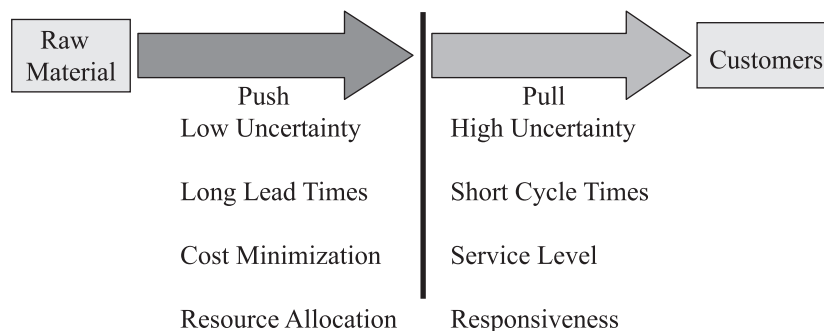 Raw
Material
Customers
Push
Pull
Low Uncertainty
High Uncertainty
Long Lead Times
Short Cycle Times
Cost Minimization
Service Level
Resource Allocation
Responsiveness